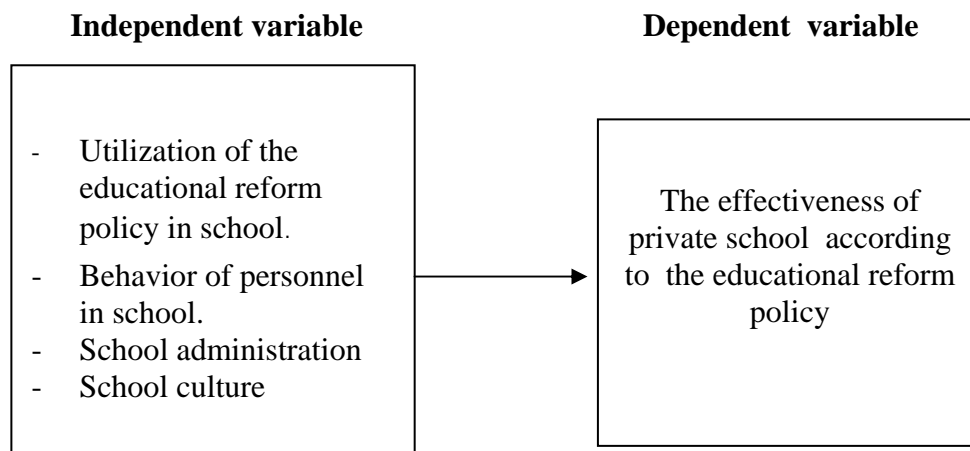 Independent variable
Dependent variable
- Utilization of the
educational reform
policy in school.
- Behavior of personnel
in school.
- School administration
- School culture
The effectiveness of
private school according
to the educational reform
policy